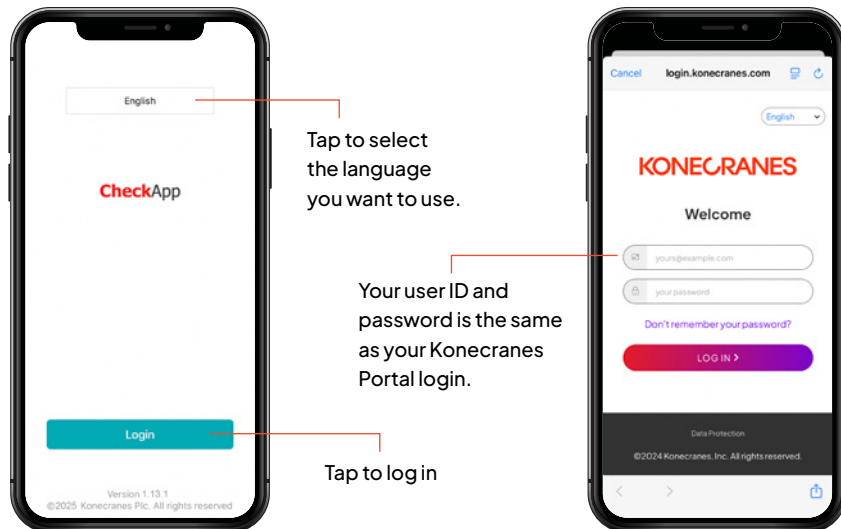 English
CheckApp
Login
Version 1.13.1
©2025 Konecranes Plc. All rights reserved
Tap to select
the language
you want to use.
Your user ID and
password is the same
as your Konecranes
Portal login.
Tap to log in
Cancel login.konecranes.com
English
KONECRANES
Welcome
yours@example.com
your password
Don't remember your password?
LOG IN >
Data Protection
©2024 Konecranes, Inc. All rights reserved.